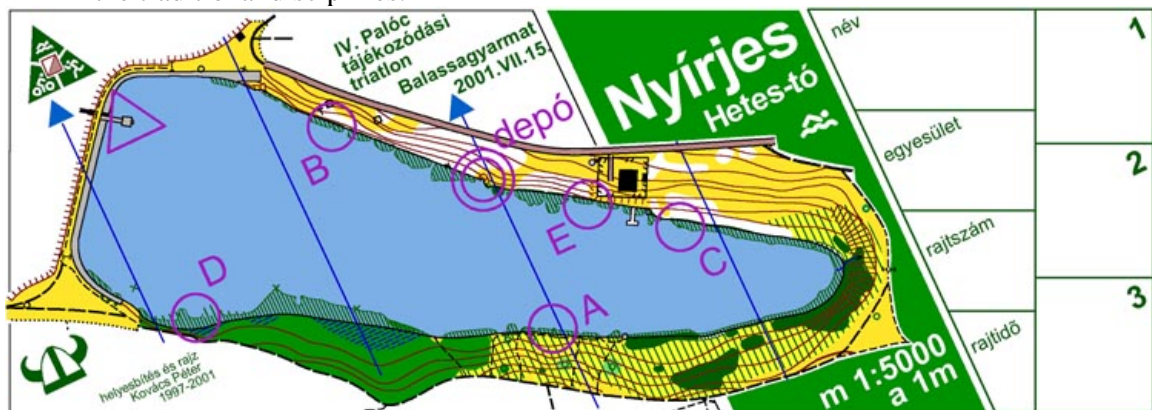 IV. Palóc
tájékozódási
triatlon
Balassagyarmat
2001.VII.15.
Nyírjes
Hetes-tó
név
egyesület
rajtszám
rajtidő
1
2
3
B
depó
E
C
D
A
helyesbítés és rajz
Kovács Péter
1997-2001
m 1:5000
a 1m